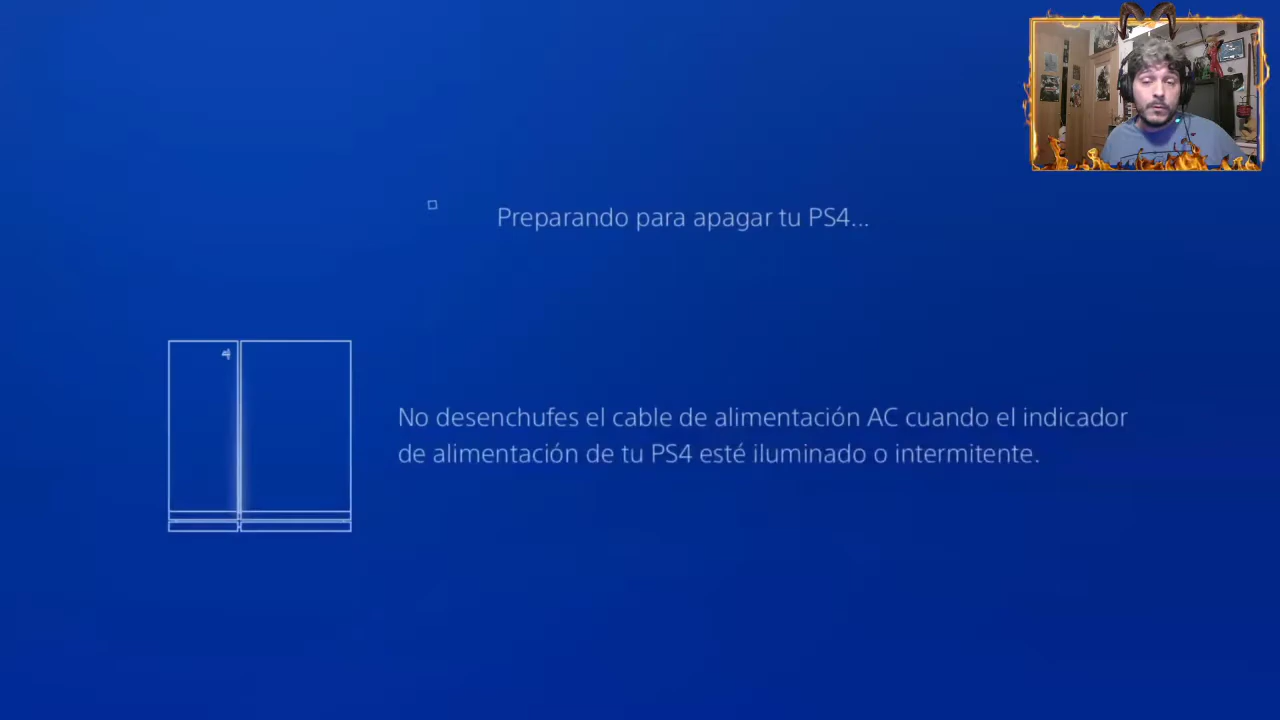 Preparando para apagar tu PS4...
No desenchufes el cable de alimentación AC cuando el indicador
de alimentación de tu PS4 esté iluminado o intermitente.